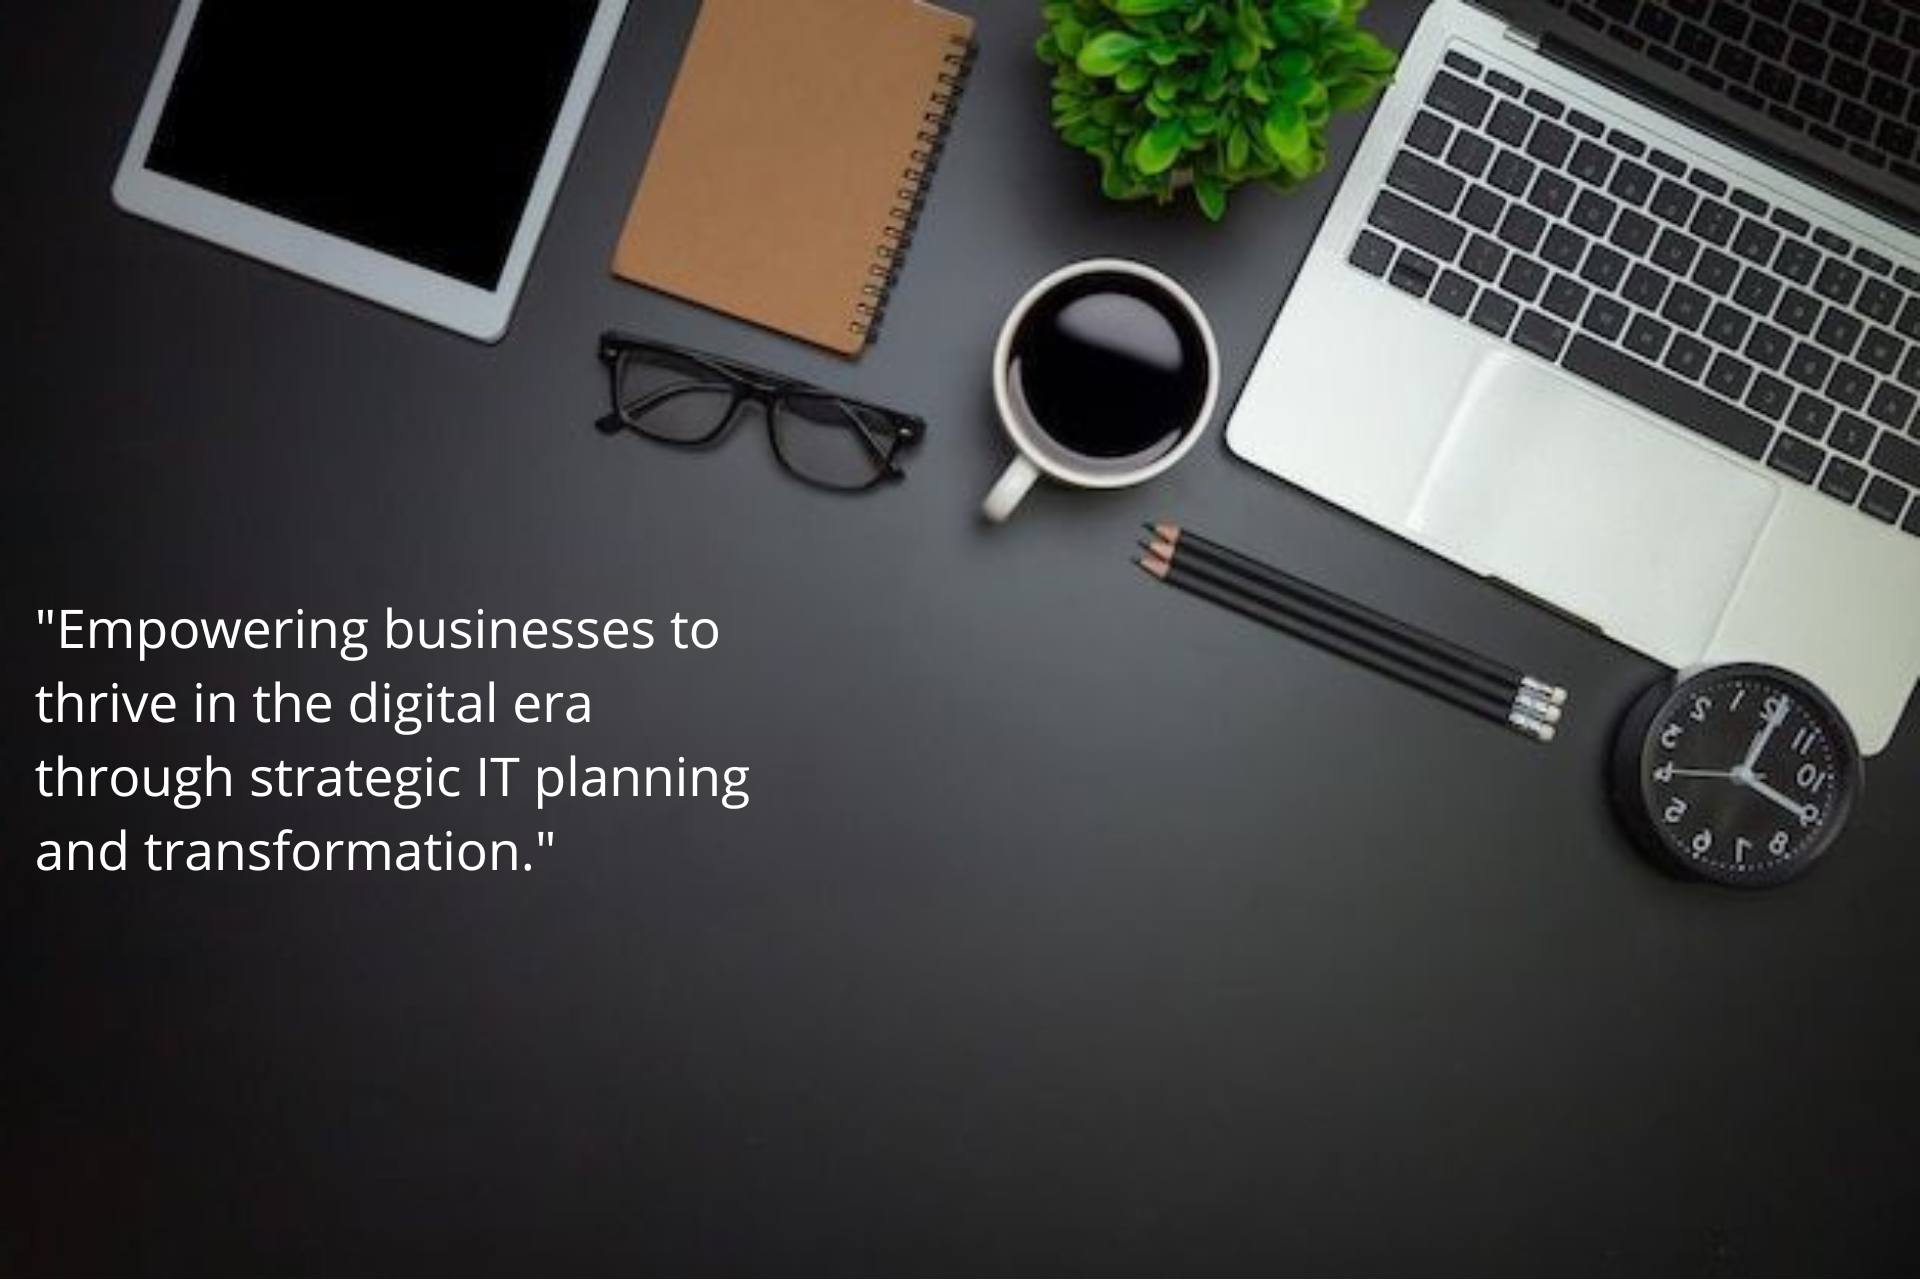 "Empowering businesses to
thrive in the digital era
through strategic IT planning
and transformation."